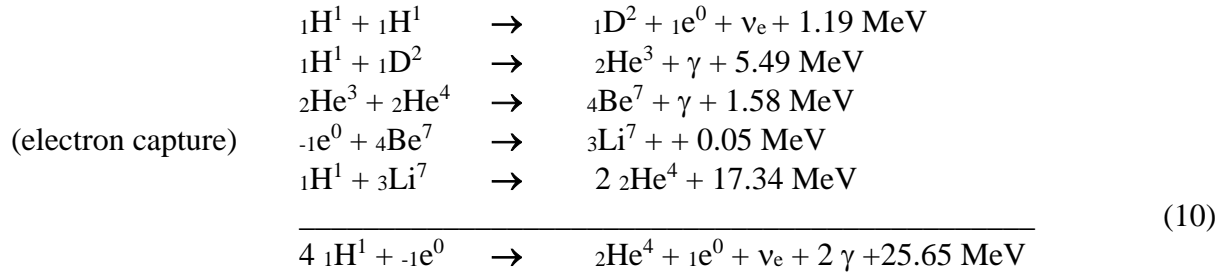 ₁H¹ + ₁H¹ → ₁D² + ₁e⁰ + νₑ + 1.19 MeV
₁H¹ + ₁D² → ₂He³ + γ + 5.49 MeV
₂He³ + ₂He⁴ → ₄Be⁷ + γ + 1.58 MeV
(electron capture) ₋₁e⁰ + ₄Be⁷ → ₃Li⁷ + + 0.05 MeV
₁H¹ + ₃Li⁷ → 2 ₂He⁴ + 17.34 MeV
(10)
4 ₁H¹ + ₋₁e⁰ → ₂He⁴ + ₁e⁰ + νₑ + 2 γ +25.65 MeV